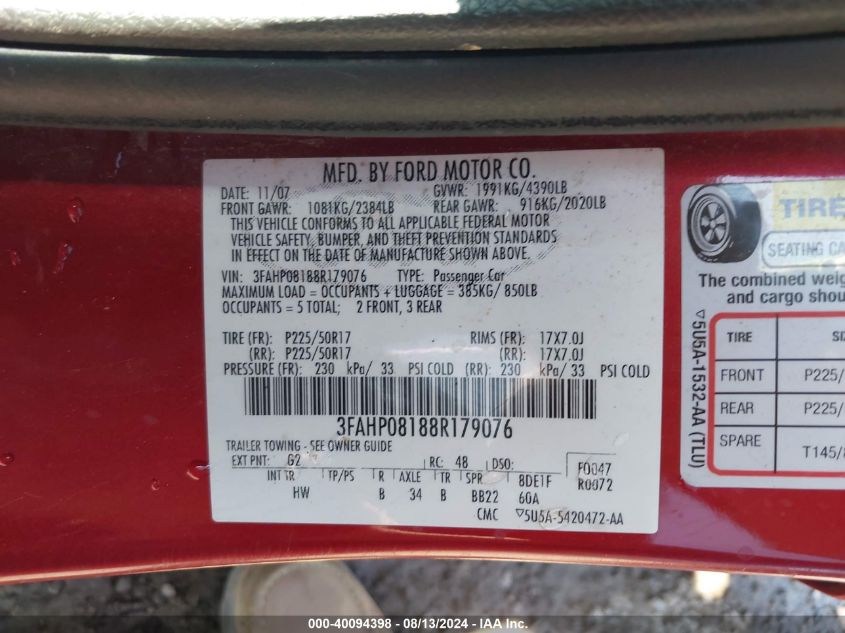 MFD. BY FORD MOTOR CO.
DATE: 11/07 GVWR: 1991KG/4390LB
FRONT GAWR: 1081KG/2384LB REAR GAWR: 916KG/2020LB
THIS VEHICLE CONFORMS TO ALL APPLICABLE FEDERAL MOTOR
VEHICLE SAFETY, BUMPER, AND THEFT PREVENTION STANDARDS
IN EFFECT ON THE DATE OF MANUFACTURE SHOWN ABOVE.
VIN: 3FAHP08188R179076 TYPE: Passenger Car
MAXIMUM LOAD = OCCUPANTS + LUGGAGE = 385KG/ 850LB
OCCUPANTS = 5 TOTAL; 2 FRONT, 3 REAR
TIRE (FR): P225/50R17 RIMS (FR): 17X7.0J
(RR): P225/50R17 (RR): 17X7.0J
PRESSURE (FR): 230 kPa/ 33 PSI COLD (RR): 230 kPa/ 33 PSI COLD
3FAHP08188R179076
TRAILER TOWING - SEE OWNER GUIDE
EXT PNT: G2 RC: 48 DSO: F0047
INT TR TP/PS R AXLE TR SPR 8DE1F R0072
HW B 34 B BB22 60A
CMC ▽5U5A-5420472-AA
TIRE
SEATING CA
The combined weig
and cargo shou
TIRE SI
FRONT P225/
REAR P225/
SPARE T145/
▽5U5A-1532-AA (TLU)
000-40094398 - 08/13/2024 - IAA Inc.